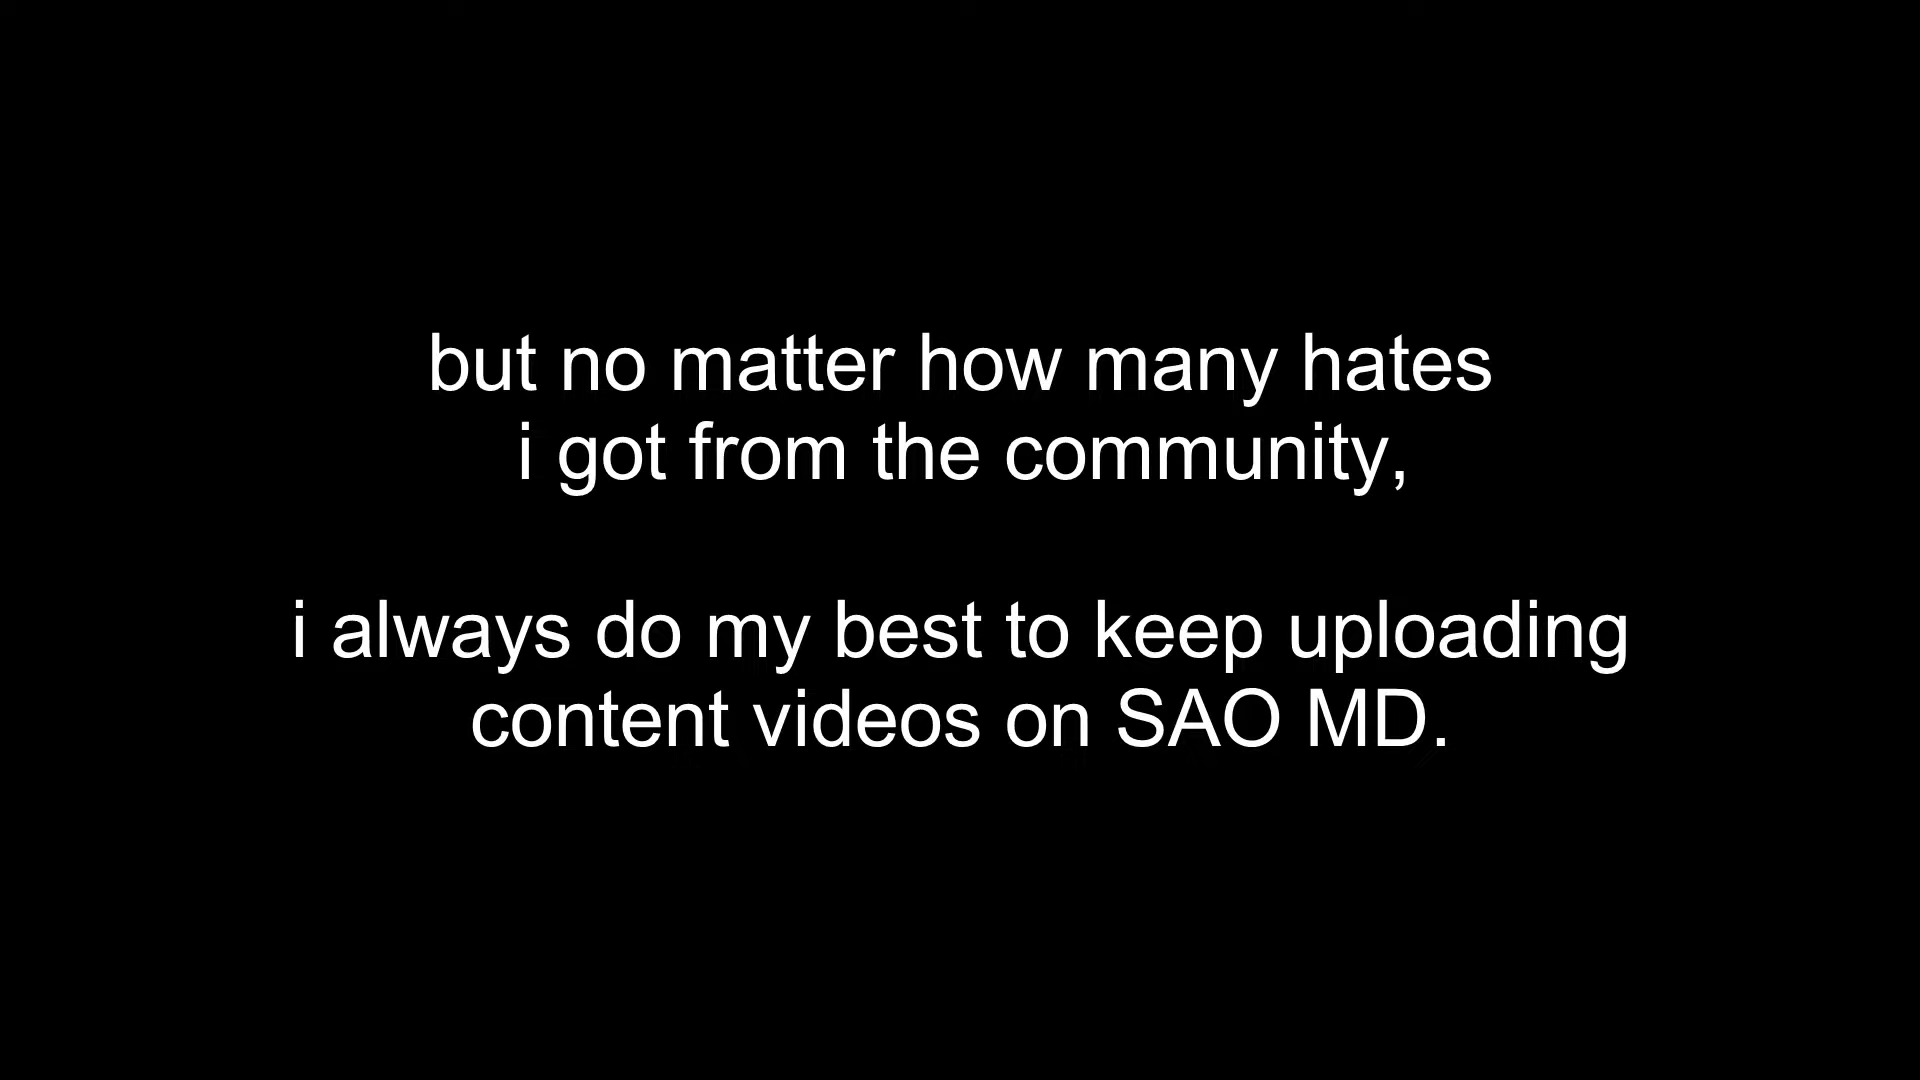 but no matter how many hates
i got from the community,
i always do my best to keep uploading
content videos on SAO MD.